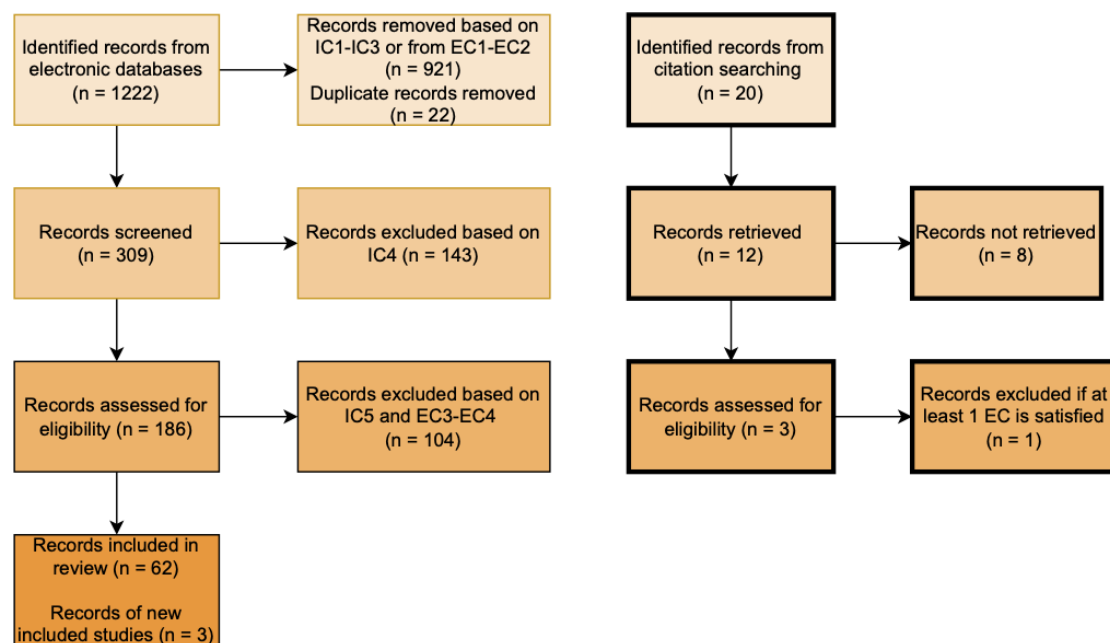 Identified records from
electronic databases
(n = 1222)
Records removed based on
IC1-IC3 or from EC1-EC2
(n = 921)
Duplicate records removed
(n = 22)
Identified records from
citation searching
(n = 20)
Records screened
(n = 309)
Records excluded based on
IC4 (n = 143)
Records retrieved
(n = 12)
Records not retrieved
(n = 8)
Records assessed for
eligibility (n = 186)
Records excluded based on
IC5 and EC3-EC4
(n = 104)
Records assessed for
eligibility (n = 3)
Records excluded if at
least 1 EC is satisfied
(n = 1)
Records included in
review (n = 62)
Records of new
included studies (n = 3)